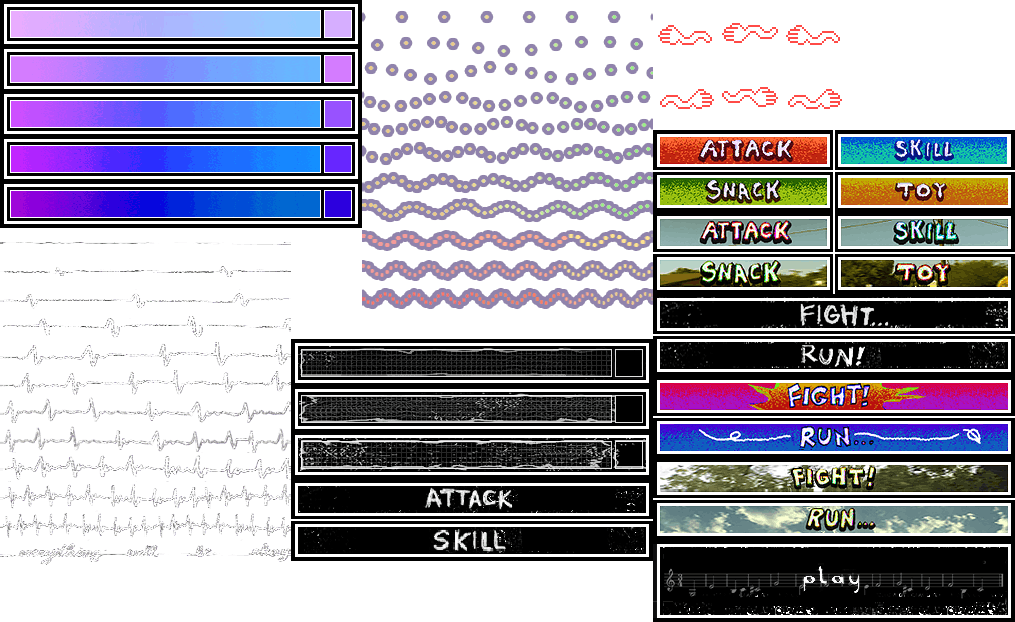 ATTACK SKILL
SNACK TOY
ATTACK SKILL
SNACK TOY
FIGHT...
RUN!
FIGHT!
RUN...
FIGHT!
RUN...
play
ATTACK
SKILL
everything will be okay